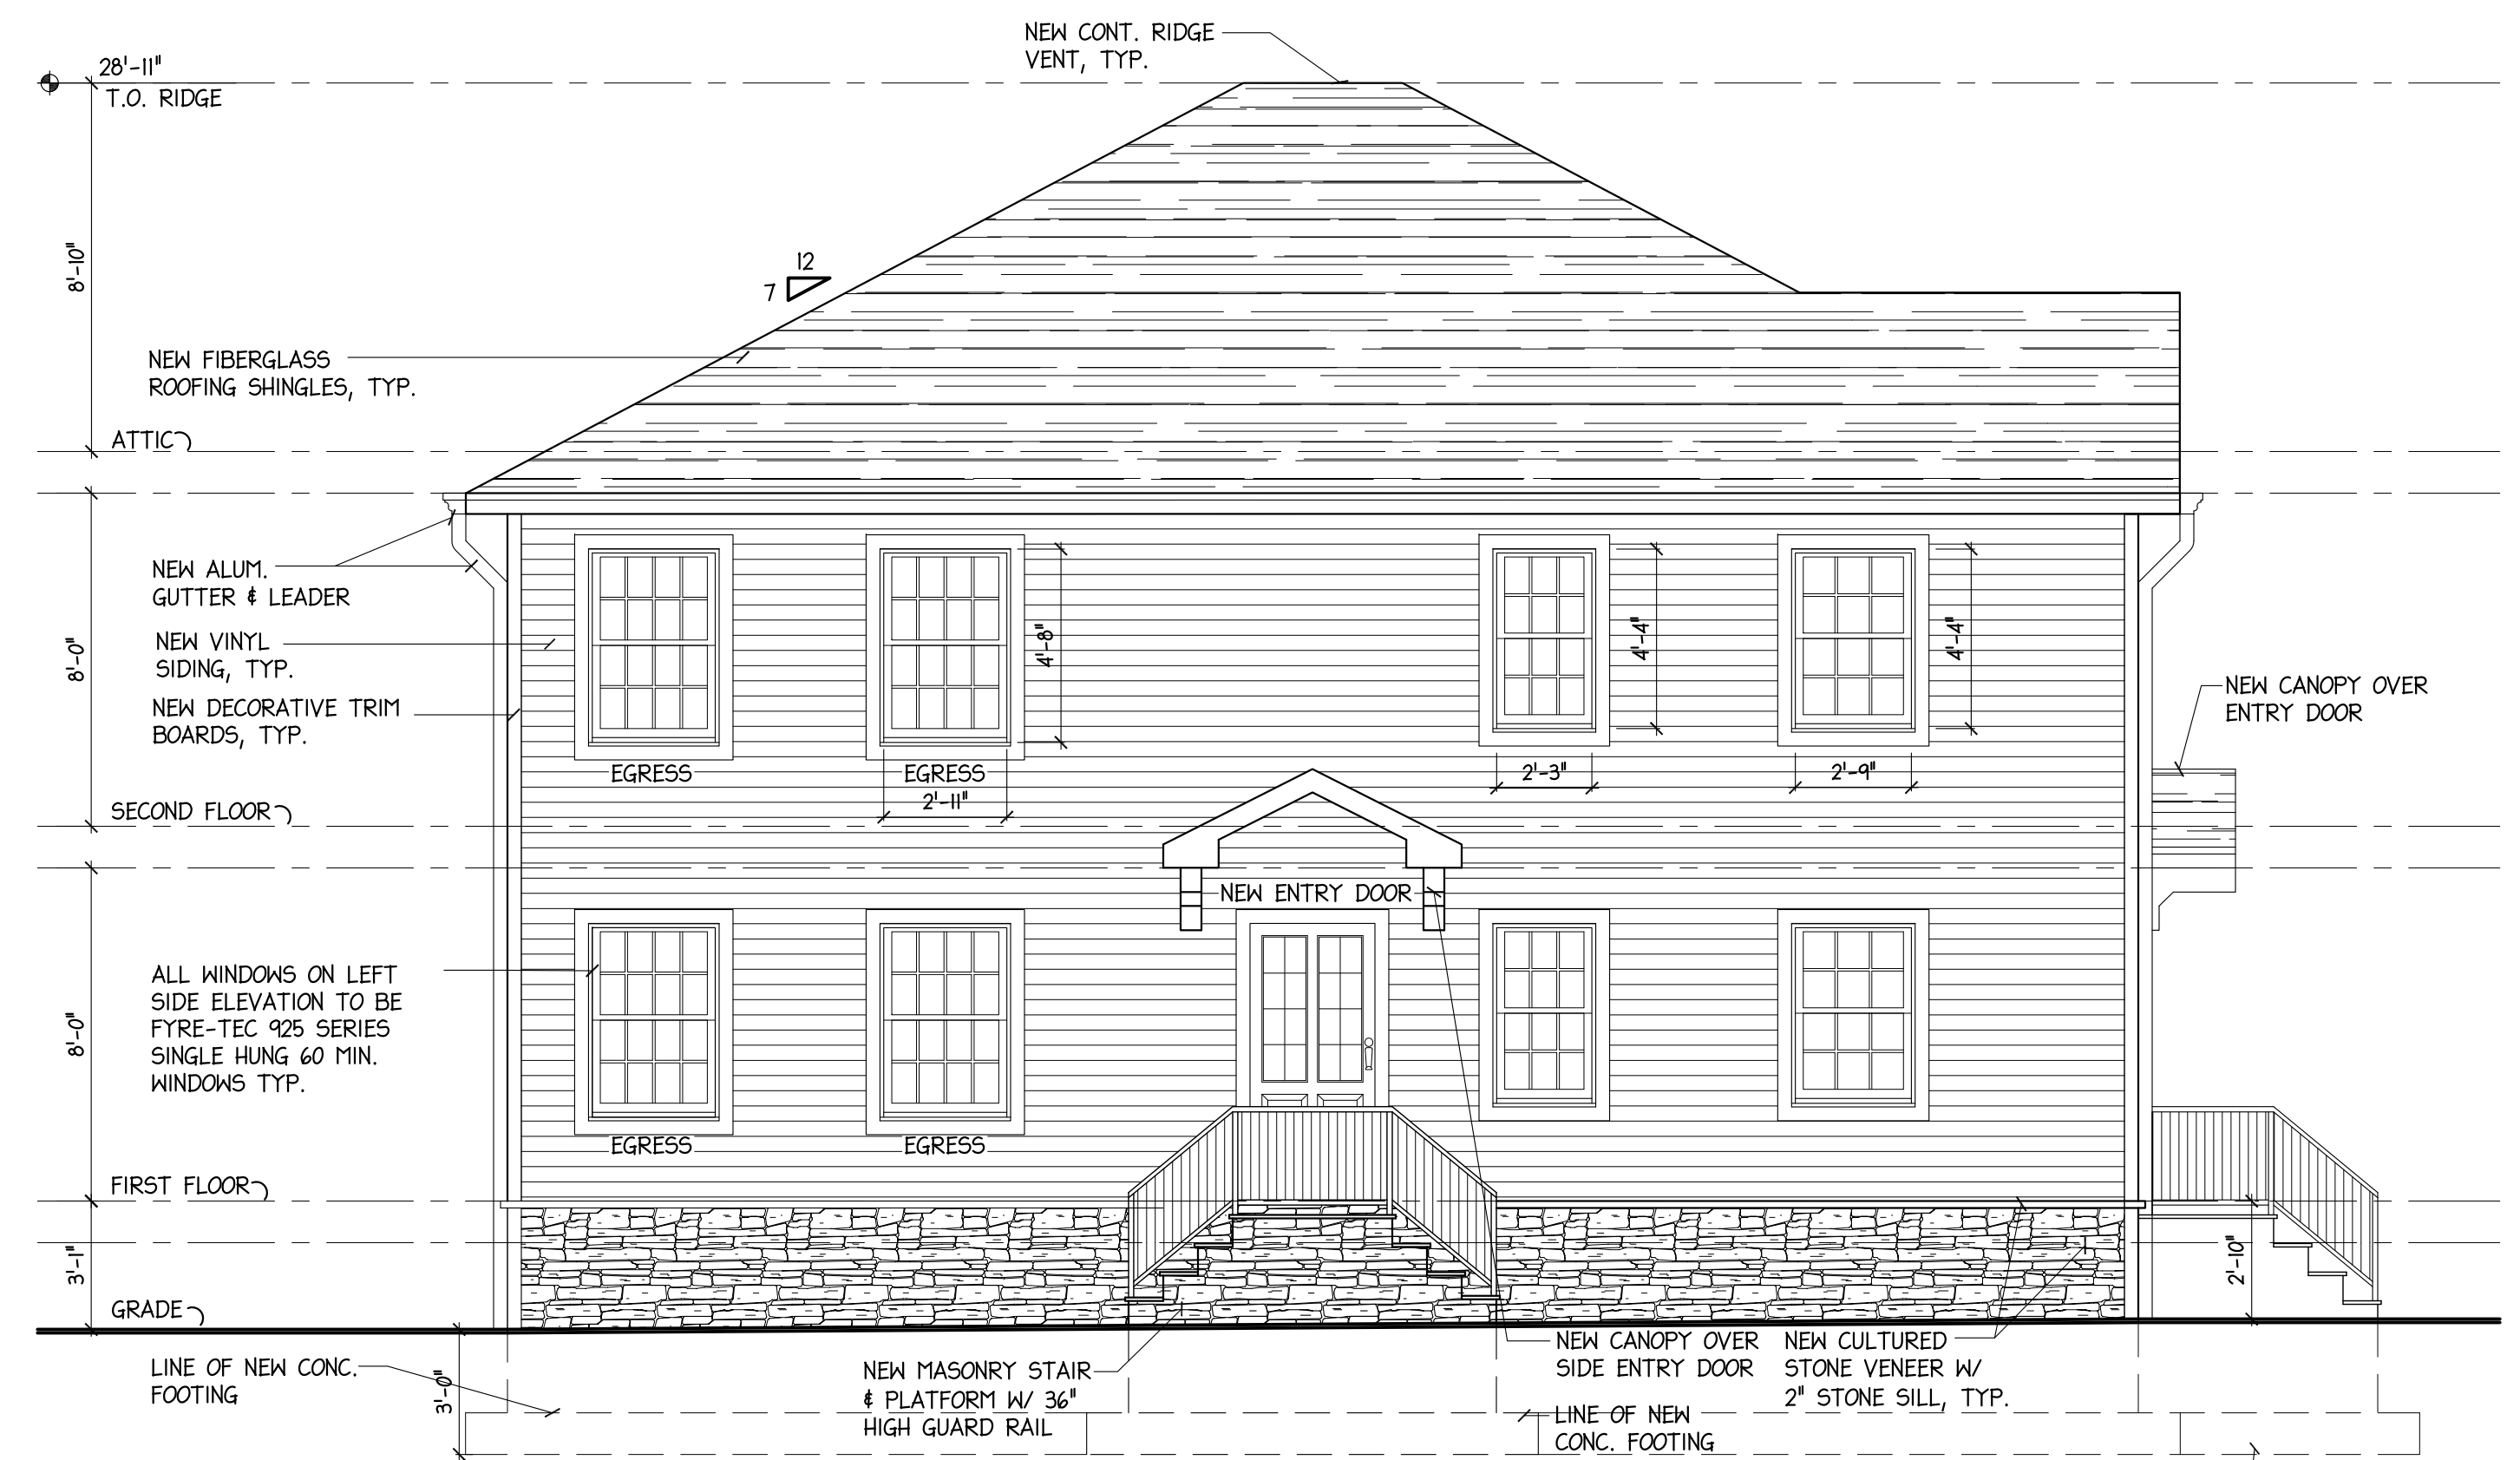 NEW CONT. RIDGE
VENT, TYP.
28'-11"
T.O. RIDGE
8'-10"
12
7
NEW FIBERGLASS
ROOFING SHINGLES, TYP.
ATTIC
NEW ALUM.
GUTTER & LEADER
8'-0"
NEW VINYL
SIDING, TYP.
NEW DECORATIVE TRIM
BOARDS, TYP.
4'-8"
4'-4"
4'-4"
NEW CANOPY OVER
ENTRY DOOR
EGRESS
EGRESS
2'-3"
2'-9"
2'-11"
SECOND FLOOR
NEW ENTRY DOOR
8'-0"
ALL WINDOWS ON LEFT
SIDE ELEVATION TO BE
FYRE-TEC 925 SERIES
SINGLE HUNG 60 MIN.
WINDOWS TYP.
EGRESS
EGRESS
FIRST FLOOR
3'-1"
2'-10"
GRADE
LINE OF NEW CONC.
FOOTING
3'-0"
NEW MASONRY STAIR
& PLATFORM W/ 36"
HIGH GUARD RAIL
NEW CANOPY OVER
SIDE ENTRY DOOR
NEW CULTURED
STONE VENEER W/
2" STONE SILL, TYP.
LINE OF NEW
CONC. FOOTING